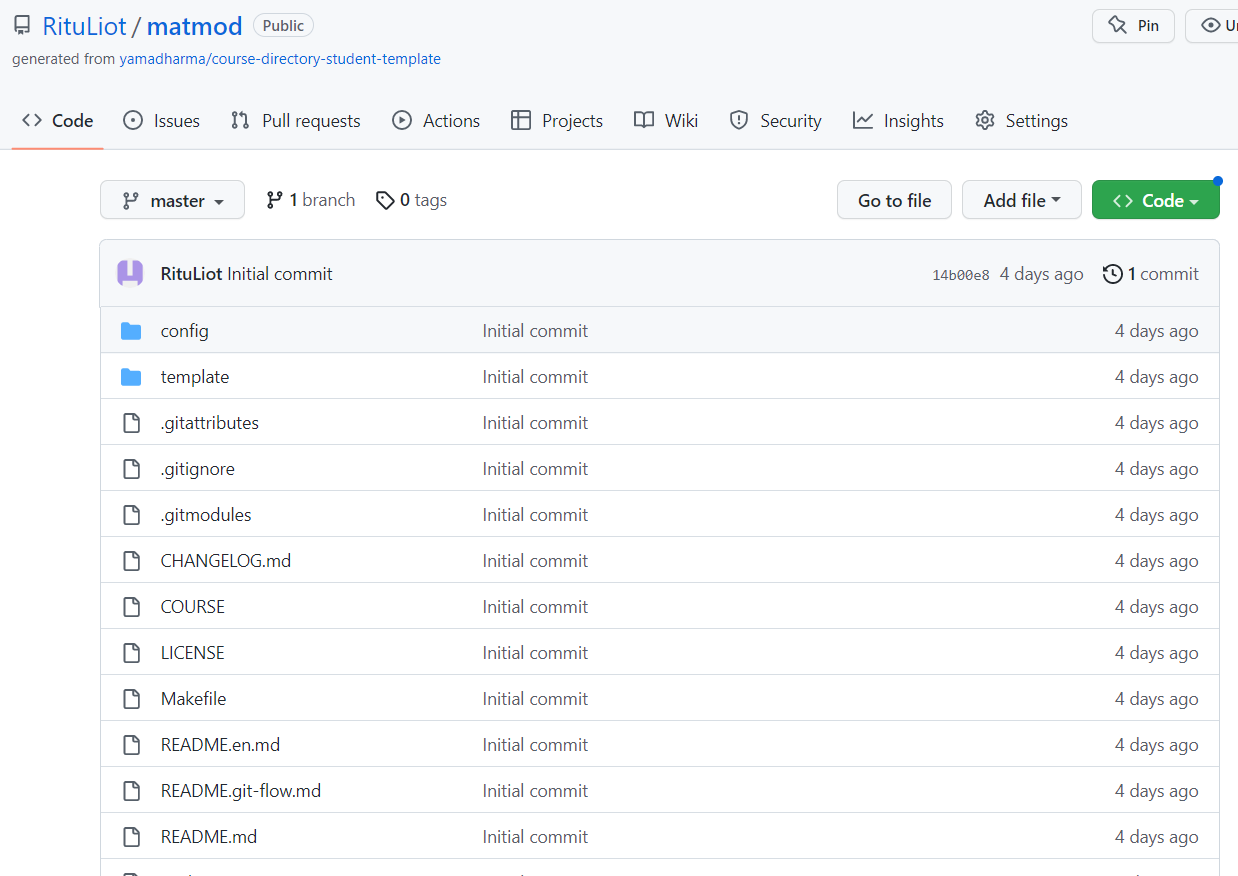 RituLiot / matmod Public Pin
generated from yamadharma/course-directory-student-template
Code Issues Pull requests Actions Projects Wiki Security Insights Settings
master 1 branch 0 tags Go to file Add file Code
RituLiot Initial commit 14b00e8 4 days ago 1 commit
config Initial commit 4 days ago
template Initial commit 4 days ago
.gitattributes Initial commit 4 days ago
.gitignore Initial commit 4 days ago
.gitmodules Initial commit 4 days ago
CHANGELOG.md Initial commit 4 days ago
COURSE Initial commit 4 days ago
LICENSE Initial commit 4 days ago
Makefile Initial commit 4 days ago
README.en.md Initial commit 4 days ago
README.git-flow.md Initial commit 4 days ago
README.md Initial commit 4 days ago